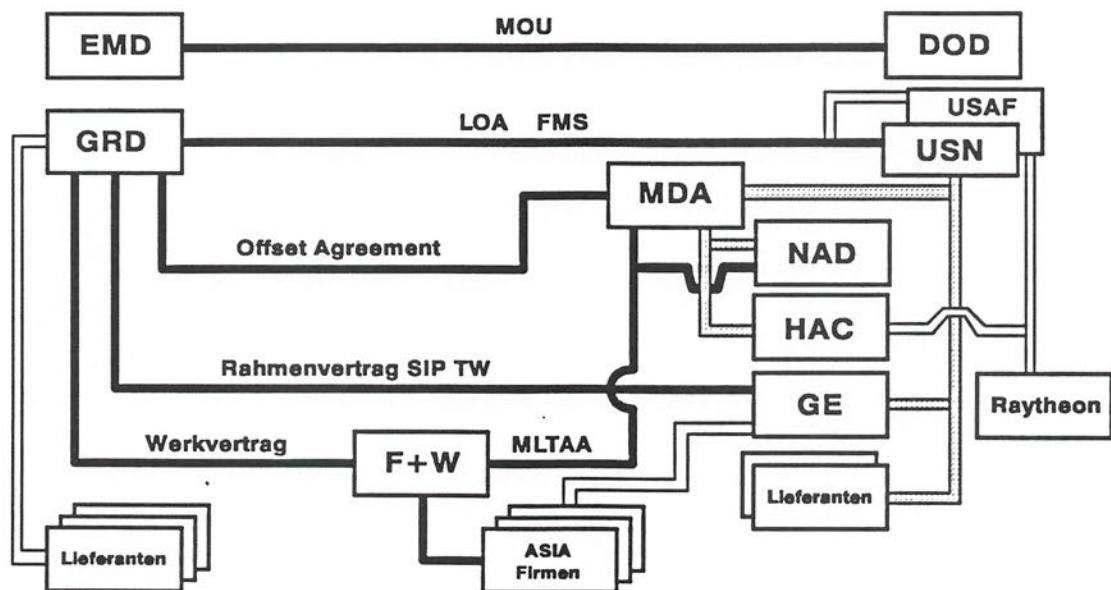 MOU
EMD
DOD
USAF
LOA FMS
GRD
USN
MDA
Offset Agreement
NAD
HAC
Rahmenvertrag SIP TW
GE
Raytheon
Werkvertrag
F+W
MLTAA
Lieferanten
Lieferanten
ASIA
Firmen